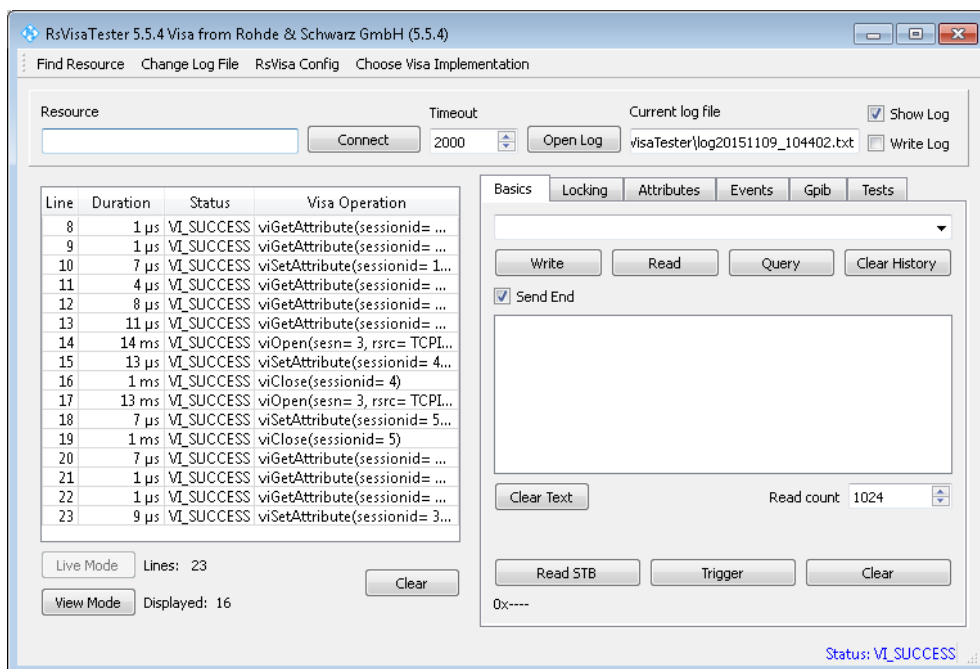 RsVisaTester 5.5.4 Visa from Rohde & Schwarz GmbH (5.5.4)
Find Resource Change Log File RsVisa Config Choose Visa Implementation
Resource Timeout Current log file Show Log
Connect 2000 Open Log VisaTester\log20151109_104402.txt Write Log
Basics Locking Attributes Events Gpib Tests
Line Duration Status Visa Operation
8 1 µs VI_SUCCESS viGetAttribute(sessionid= ...
9 1 µs VI_SUCCESS viGetAttribute(sessionid= ...
10 7 µs VI_SUCCESS viSetAttribute(sessionid= 1...
11 4 µs VI_SUCCESS viGetAttribute(sessionid= ...
12 8 µs VI_SUCCESS viGetAttribute(sessionid= ...
13 11 µs VI_SUCCESS viGetAttribute(sessionid= ...
14 14 ms VI_SUCCESS viOpen(sesn= 3, rsrc= TCPI...
15 13 µs VI_SUCCESS viSetAttribute(sessionid= 4...
16 1 ms VI_SUCCESS viClose(sessionid= 4)
17 13 ms VI_SUCCESS viOpen(sesn= 3, rsrc= TCPI...
18 7 µs VI_SUCCESS viSetAttribute(sessionid= 5...
19 1 ms VI_SUCCESS viClose(sessionid= 5)
20 7 µs VI_SUCCESS viGetAttribute(sessionid= ...
21 1 µs VI_SUCCESS viGetAttribute(sessionid= ...
22 1 µs VI_SUCCESS viGetAttribute(sessionid= ...
23 9 µs VI_SUCCESS viSetAttribute(sessionid= 3...
Live Mode Lines: 23
Clear
View Mode Displayed: 16
Write Read Query Clear History
Send End
Clear Text Read count 1024
Read STB Trigger Clear
0x----
Status: VI_SUCCESS